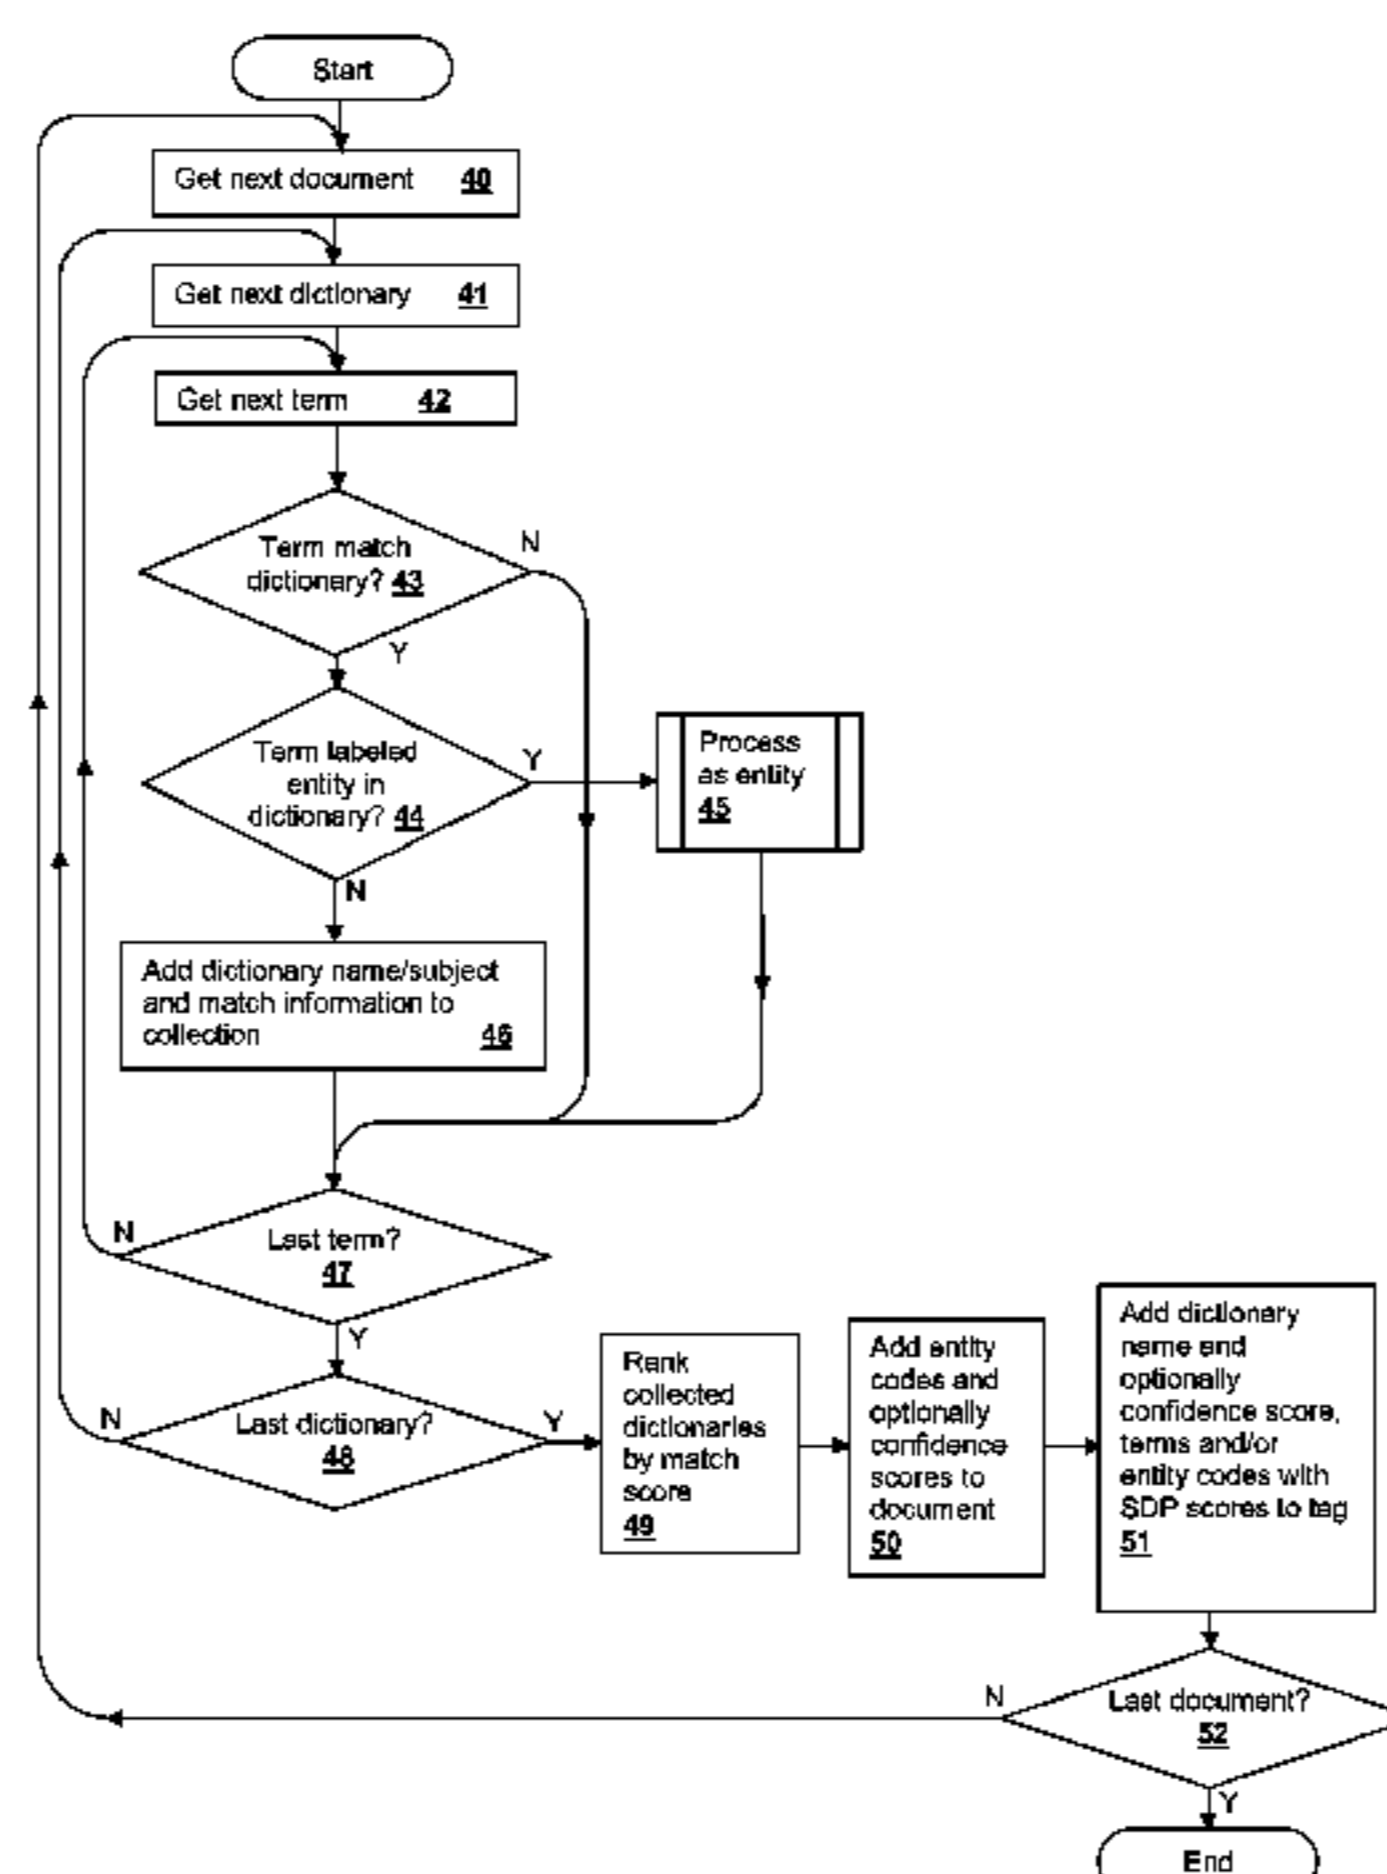 Start
Get next document 40
Get next dictionary 41
Get next term 42
Term match
dictionary? 43
N
Y
Term labeled
entity in
dictionary? 44
Y
N
Process
as entity
45
Add dictionary name/subject
and match information to
collection 46
Last term?
47
N
Y
Last dictionary?
48
N
Y
Rank
collected
dictionaries
by match
score
49
Add entity
codes and
optionally
confidence
scores to
document
50
Add dictionary
name and
optionally
confidence score,
terms and/or
entity codes with
SDP scores to tag
51
Last document?
52
N
Y
End